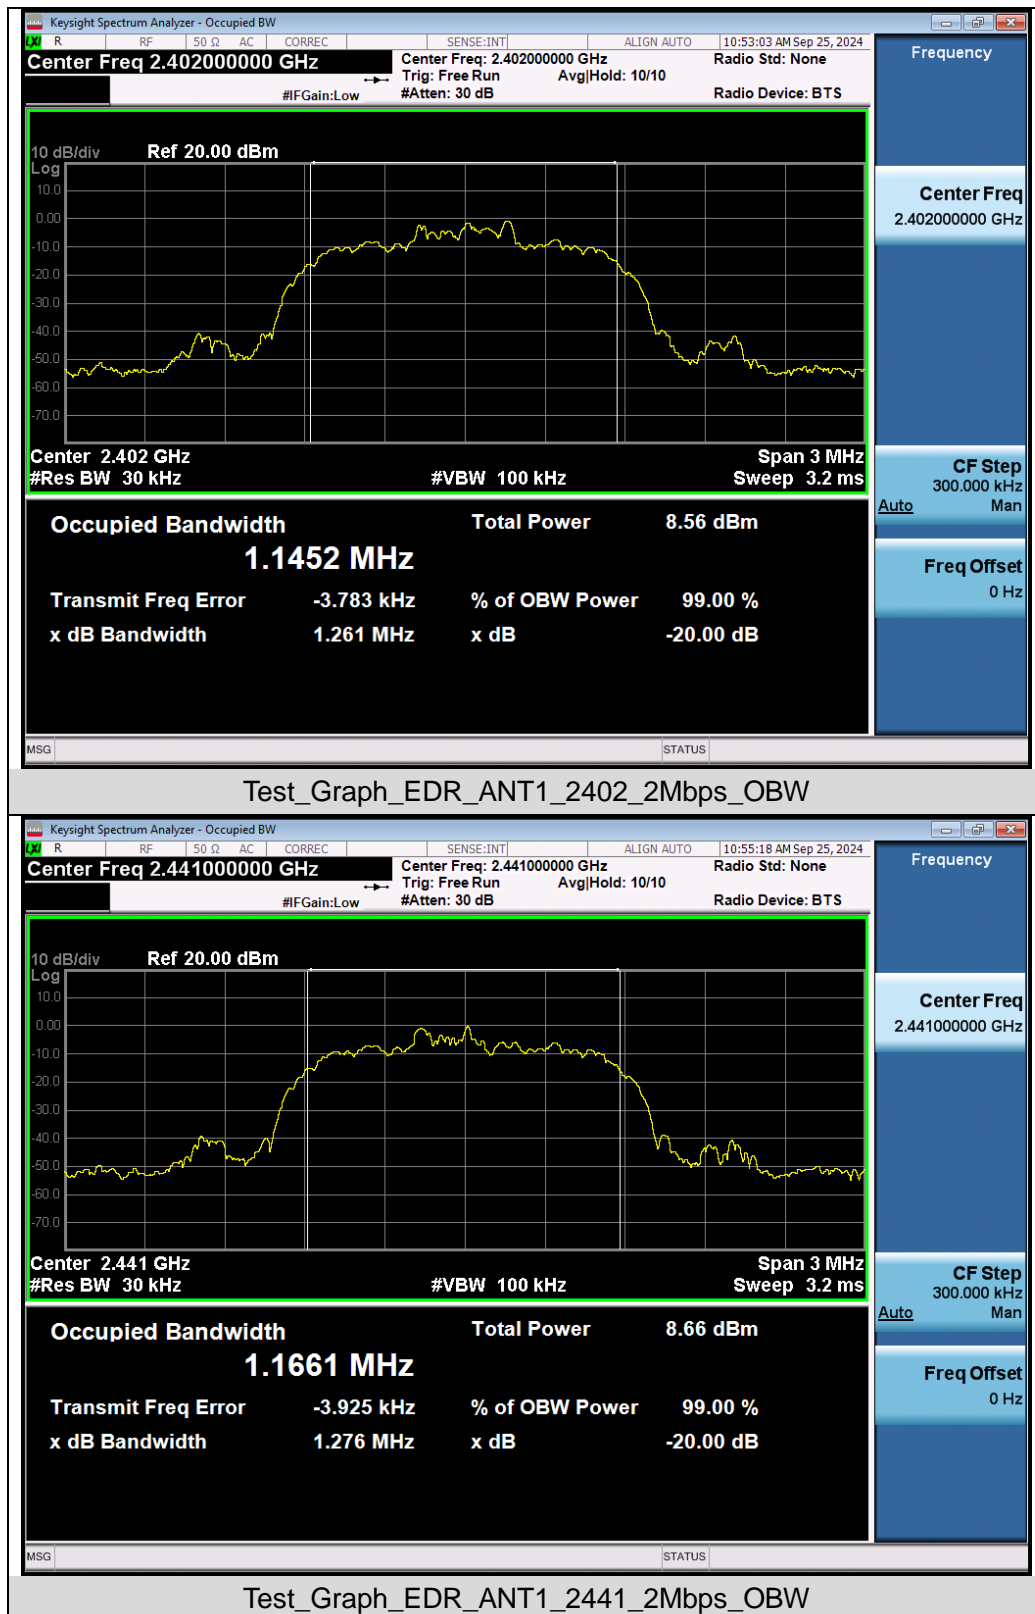 Keysight Spectrum Analyzer - Occupied BW
LXI R RF 50 Ω AC CORREC SENSE:INT ALIGN AUTO 10:53:03 AM Sep 25, 2024
Center Freq 2.402000000 GHz Center Freq: 2.402000000 GHz Radio Std: None
Trig: Free Run Avg|Hold: 10/10
#IFGain:Low #Atten: 30 dB Radio Device: BTS
Frequency
10 dB/div Ref 20.00 dBm
Log
10.0
0.00
-10.0
-20.0
-30.0
-40.0
-50.0
-60.0
-70.0
Center 2.402 GHz Span 3 MHz
#Res BW 30 kHz #VBW 100 kHz Sweep 3.2 ms
Center Freq
2.402000000 GHz
CF Step
300.000 kHz
Auto Man
Freq Offset
0 Hz
Occupied Bandwidth Total Power 8.56 dBm
1.1452 MHz
Transmit Freq Error -3.783 kHz % of OBW Power 99.00 %
x dB Bandwidth 1.261 MHz x dB -20.00 dB
MSG STATUS
Test_Graph_EDR_ANT1_2402_2Mbps_OBW
Keysight Spectrum Analyzer - Occupied BW
LXI R RF 50 Ω AC CORREC SENSE:INT ALIGN AUTO 10:55:18 AM Sep 25, 2024
Center Freq 2.441000000 GHz Center Freq: 2.441000000 GHz Radio Std: None
Trig: Free Run Avg|Hold: 10/10
#IFGain:Low #Atten: 30 dB Radio Device: BTS
Frequency
10 dB/div Ref 20.00 dBm
Log
10.0
0.00
-10.0
-20.0
-30.0
-40.0
-50.0
-60.0
-70.0
Center 2.441 GHz Span 3 MHz
#Res BW 30 kHz #VBW 100 kHz Sweep 3.2 ms
Center Freq
2.441000000 GHz
CF Step
300.000 kHz
Auto Man
Freq Offset
0 Hz
Occupied Bandwidth Total Power 8.66 dBm
1.1661 MHz
Transmit Freq Error -3.925 kHz % of OBW Power 99.00 %
x dB Bandwidth 1.276 MHz x dB -20.00 dB
MSG STATUS
Test_Graph_EDR_ANT1_2441_2Mbps_OBW